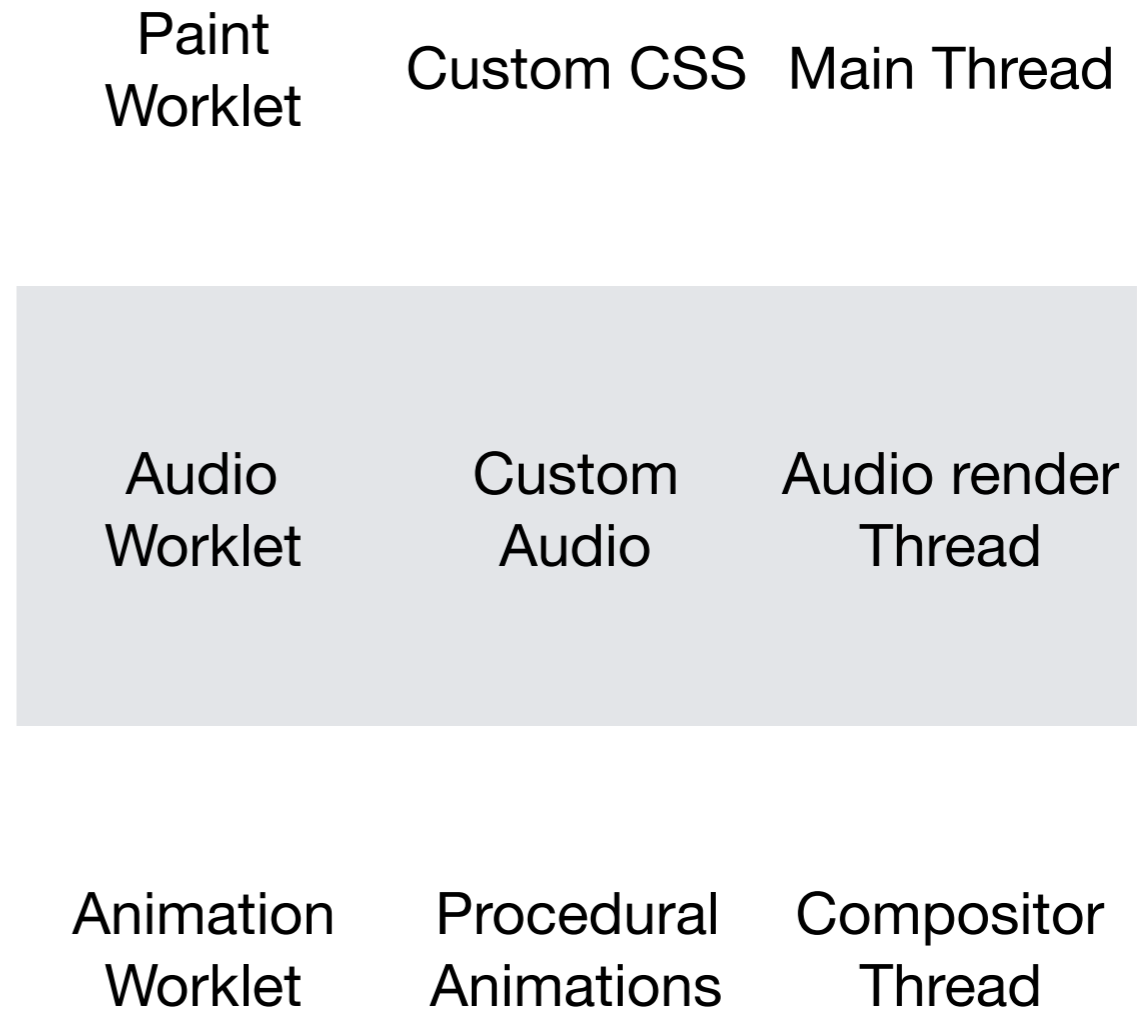 Paint
Worklet
Custom CSS
Main Thread
Audio
Worklet
Custom
Audio
Audio render
Thread
Animation
Worklet
Procedural
Animations
Compositor
Thread